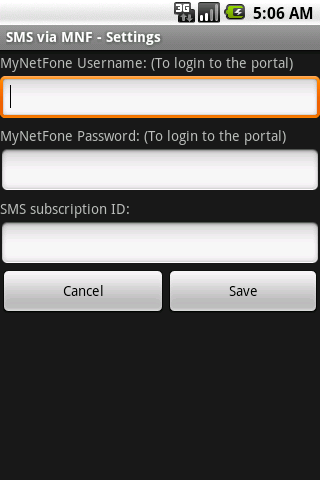 3G
5:06 AM
SMS via MNF - Settings
MyNetFone Username: (To login to the portal)
MyNetFone Password: (To login to the portal)
SMS subscription ID:
Cancel Save